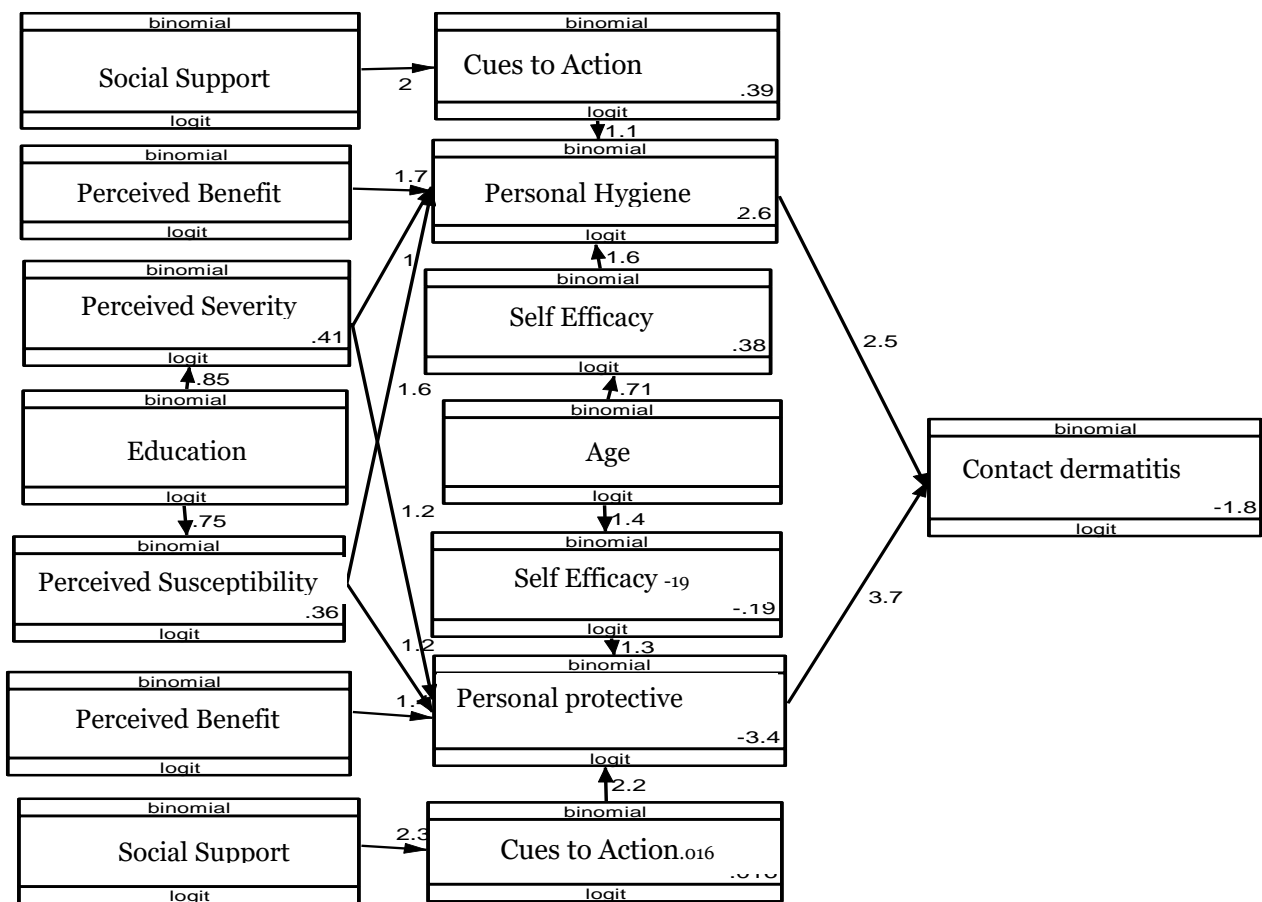 binomial
Social Support
logit
2
binomial
Cues to Action
.39
logit
1.1
binomial
Perceived Benefit
logit
1.7
binomial
Personal Hygiene
2.6
logit
1.6
binomial
Perceived Severity
.41
logit
.85
1
binomial
Self Efficacy
.38
logit
.71
2.5
binomial
Education
logit
.75
1.6
1.2
binomial
Age
logit
1.4
binomial
Contact dermatitis
-1.8
logit
binomial
Perceived Susceptibility
.36
logit
1.2
binomial
Self Efficacy -19
-.19
logit
1.3
3.7
binomial
Perceived Benefit
logit
binomial
Personal protective
-3.4
logit
2.2
binomial
Social Support
logit
2.3
binomial
Cues to Action.016
logit